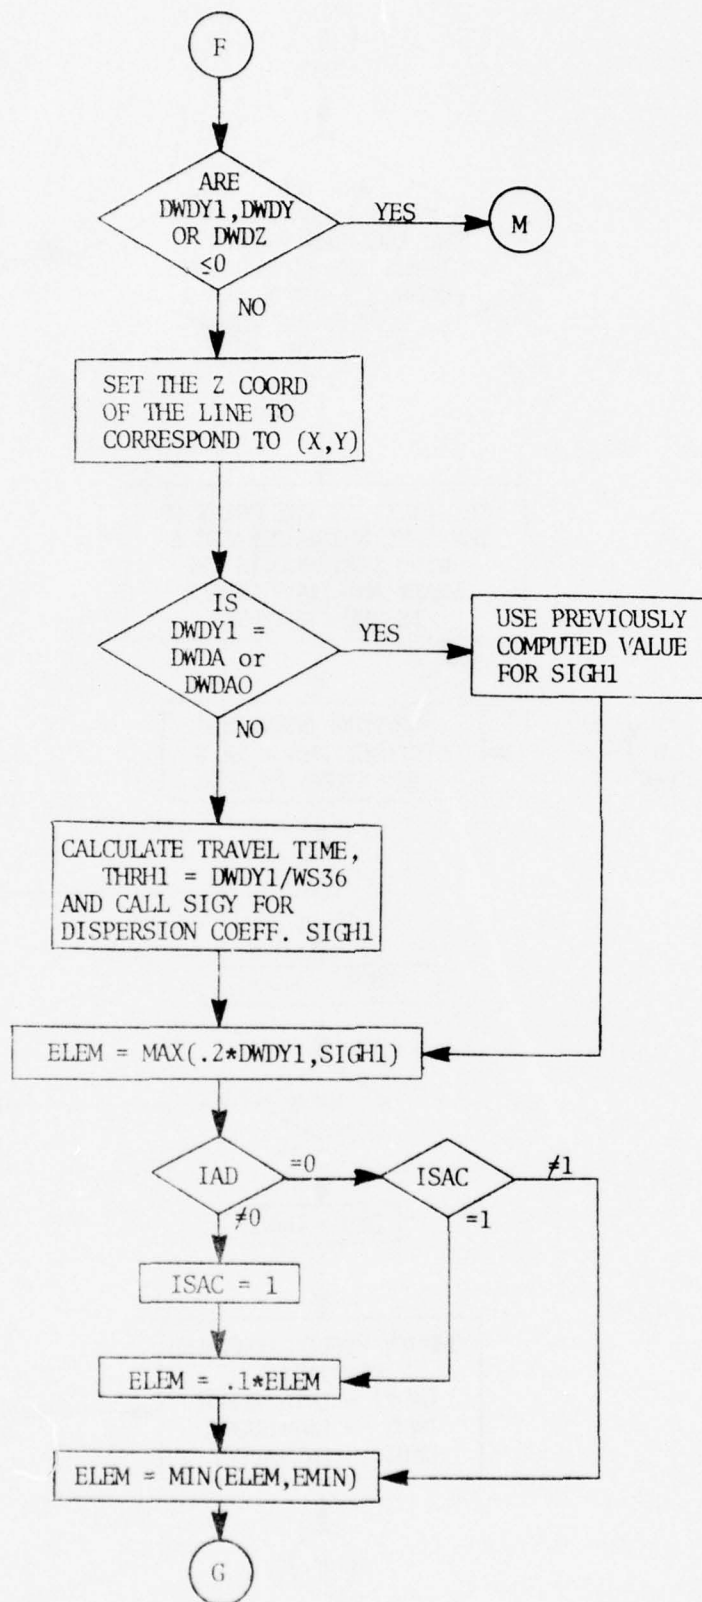 F
ARE
DWDY1,DWDY
OR DWDZ
≤0
YES
M
NO
SET THE Z COORD
OF THE LINE TO
CORRESPOND TO (X,Y)
IS
DWDY1 =
DWDA or
DWDAO
YES
USE PREVIOUSLY
COMPUTED VALUE
FOR SIGH1
NO
CALCULATE TRAVEL TIME,
THRH1 = DWDY1/WS36
AND CALL SIGY FOR
DISPERSION COEFF. SIGH1
ELEM = MAX(.2*DWDY1,SIGH1)
IAD
=0
ISAC
≠1
≠0
=1
ISAC = 1
ELEM = .1*ELEM
ELEM = MIN(ELEM,EMIN)
G